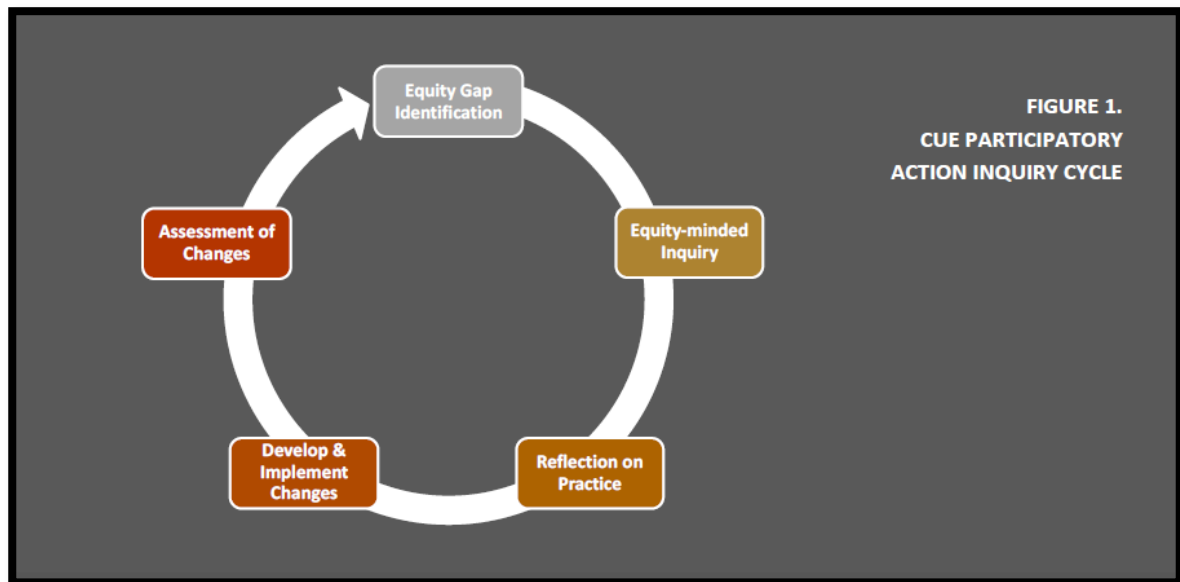 FIGURE 1.
CUE PARTICIPATORY
ACTION INQUIRY CYCLE
Equity Gap
Identification
Equity-minded
Inquiry
Reflection on
Practice
Develop &
Implement
Changes
Assessment of
Changes